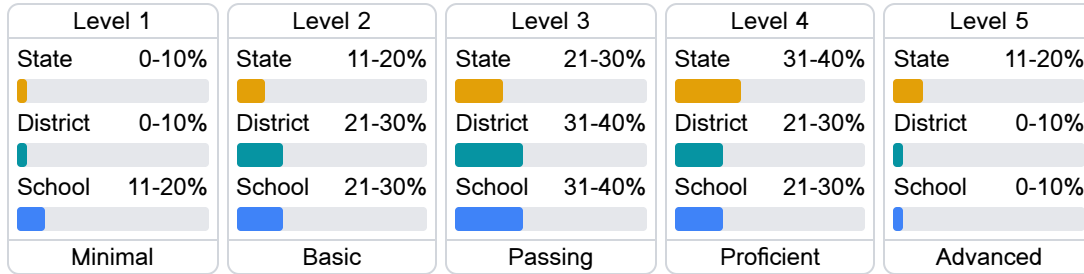 Level 1
State 0-10%
District 0-10%
School 11-20%
Minimal
Level 2
State 11-20%
District 21-30%
School 21-30%
Basic
Level 3
State 21-30%
District 31-40%
School 31-40%
Passing
Level 4
State 31-40%
District 21-30%
School 21-30%
Proficient
Level 5
State 11-20%
District 0-10%
School 0-10%
Advanced